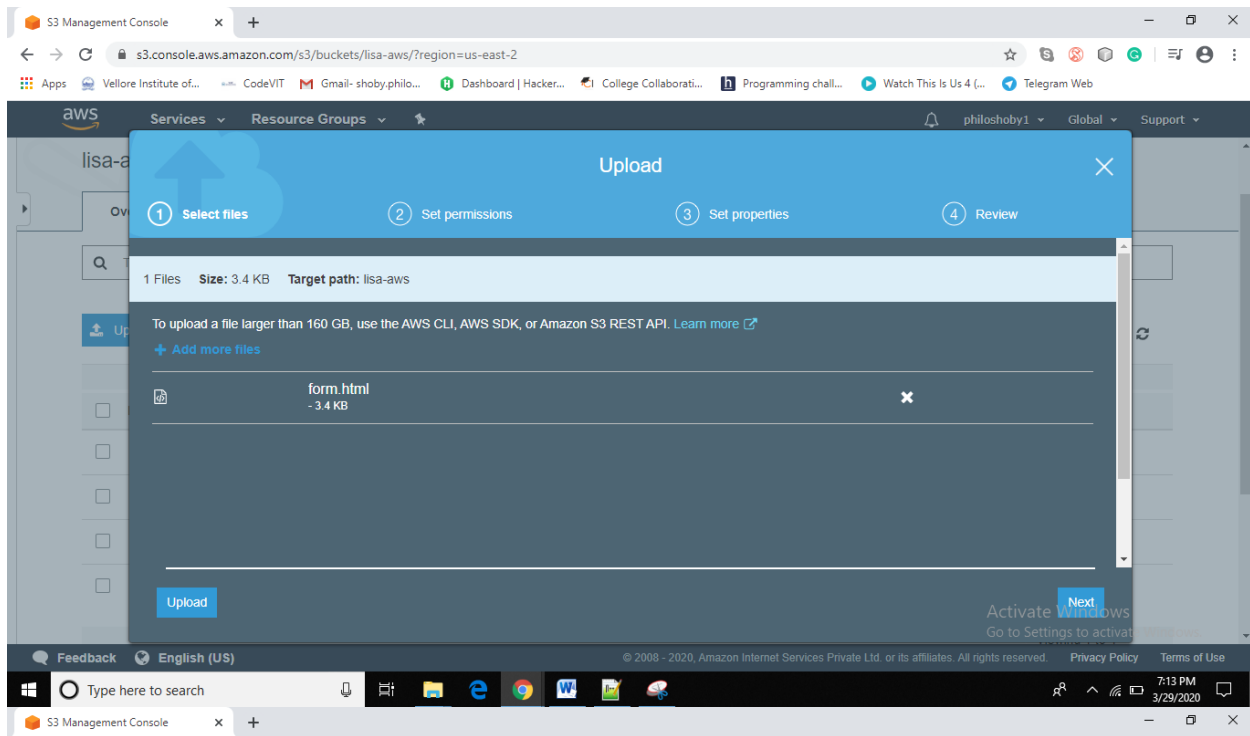 S3 Management Console
s3.console.aws.amazon.com/s3/buckets/lisa-aws/?region=us-east-2
Apps Vellore Institute of... CodeVIT Gmail- shoby.philo... Dashboard | Hacker... College Collaborati... Programming chall... Watch This Is Us 4 (... Telegram Web
aws Services Resource Groups philoshoby1 Global Support
lisa-a
Upload
Ov
1 Select files 2 Set permissions 3 Set properties 4 Review
T
1 Files Size: 3.4 KB Target path: lisa-aws
To upload a file larger than 160 GB, use the AWS CLI, AWS SDK, or Amazon S3 REST API. Learn more
Up
Add more files
form.html
- 3.4 KB
Upload Next
Activate Windows
Go to Settings to activat
Feedback English (US) © 2008 - 2020, Amazon Internet Services Private Ltd. or its affiliates. All rights reserved. Privacy Policy Terms of Use
Type here to search
7:13 PM
3/29/2020
S3 Management Console